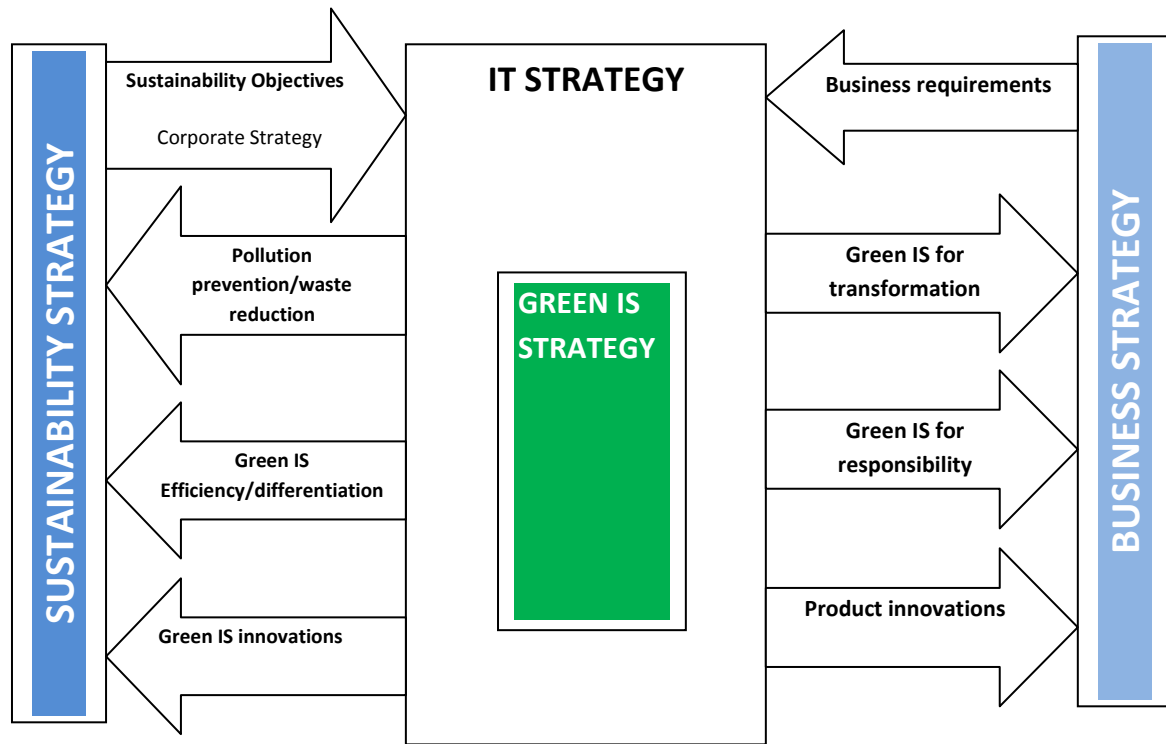 SUSTAINABILITY STRATEGY
Sustainability Objectives
Corporate Strategy
Pollution
prevention/waste
reduction
Green IS
Efficiency/differentiation
Green IS innovations
IT STRATEGY
GREEN IS
STRATEGY
Business requirements
Green IS for
transformation
Green IS for
responsibility
Product innovations
BUSINESS STRATEGY